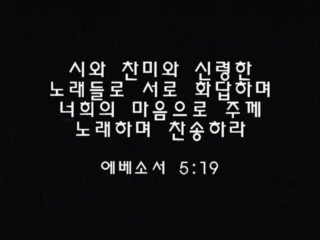 시와 찬미와 신령한
노래들로 서로 화답하며
너희의 마음으로 주께
노래하며 찬송하라
에베소서 5:19